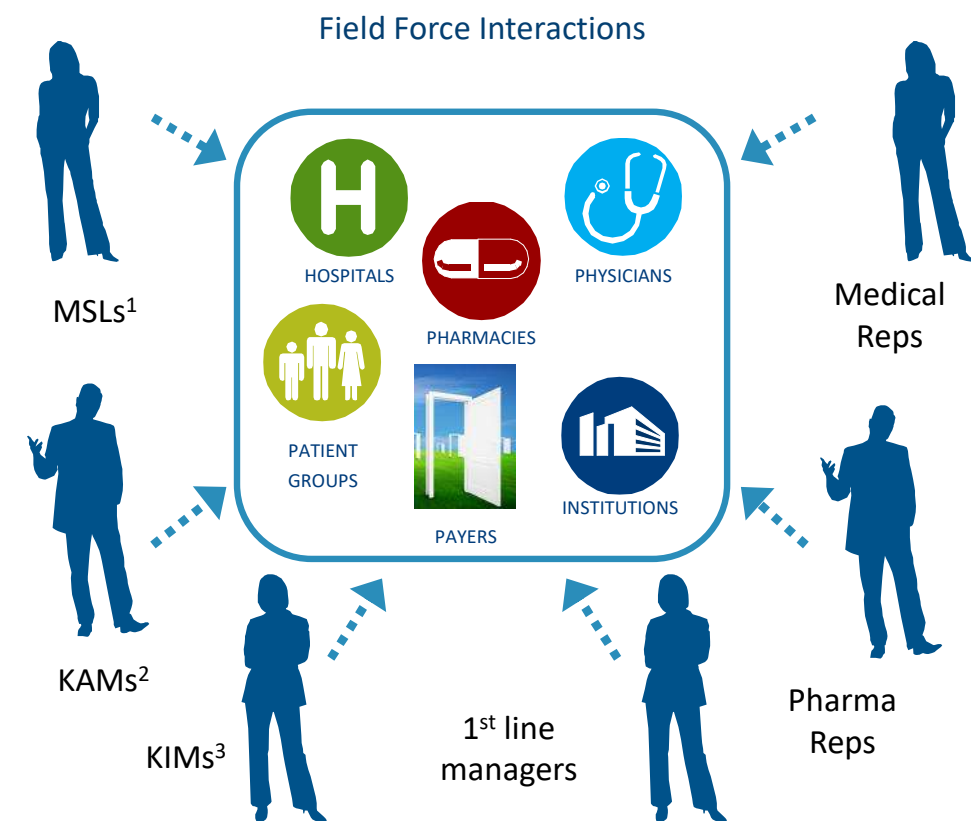 Field Force Interactions
HOSPITALS
PHYSICIANS
PHARMACIES
PATIENT
GROUPS
INSTITUTIONS
PAYERS
MSLs¹
Medical
Reps
KAMs²
Pharma
Reps
KIMs³
1ˢᵗ line
managers